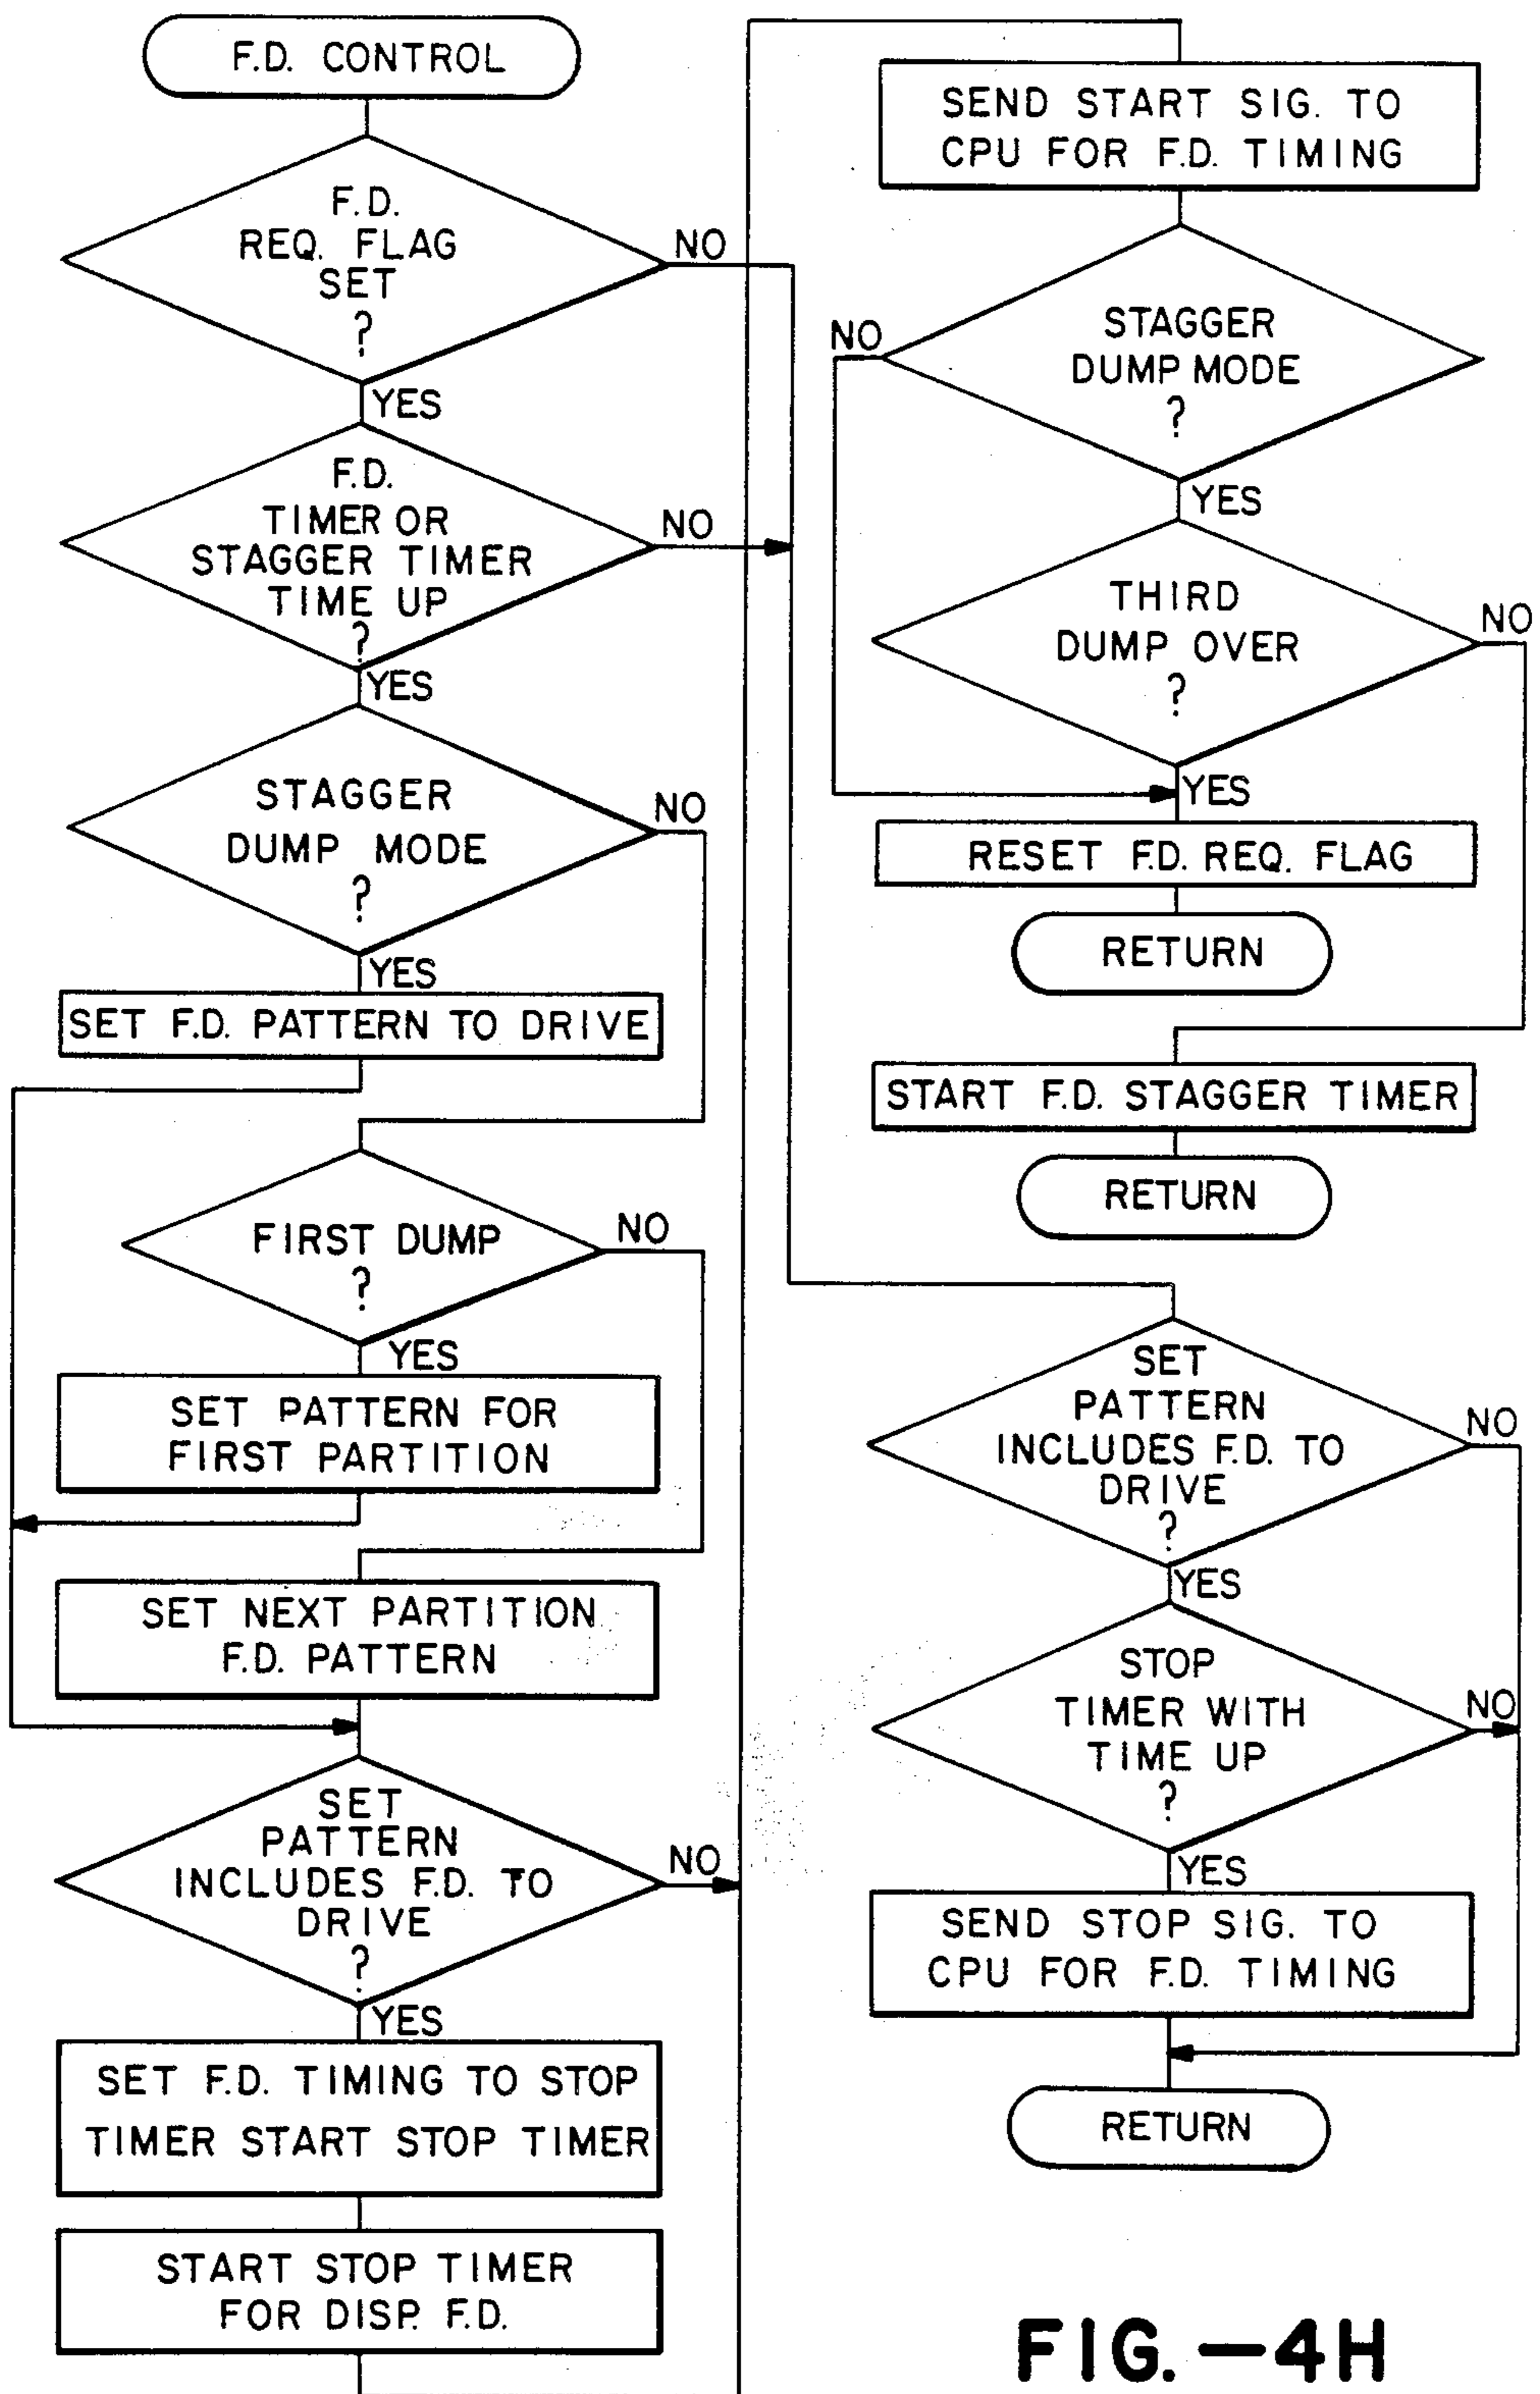 F.D. CONTROL
F.D.
REQ. FLAG
SET
?
NO
YES
F.D.
TIMER OR
STAGGER TIMER
TIME UP
?
NO
YES
STAGGER
DUMP MODE
?
NO
YES
SET F.D. PATTERN TO DRIVE
FIRST DUMP
?
NO
YES
SET PATTERN FOR
FIRST PARTITION
SET NEXT PARTITION
F.D. PATTERN
SET
PATTERN
INCLUDES F.D. TO
DRIVE
?
NO
YES
SET F.D. TIMING TO STOP
TIMER START STOP TIMER
START STOP TIMER
FOR DISP. F.D.
SEND START SIG. TO
CPU FOR F.D. TIMING
STAGGER
DUMP MODE
?
NO
YES
THIRD
DUMP OVER
?
NO
YES
RESET F.D. REQ. FLAG
RETURN
START F.D. STAGGER TIMER
RETURN
SET
PATTERN
INCLUDES F.D. TO
DRIVE
?
NO
YES
STOP
TIMER WITH
TIME UP
?
NO
YES
SEND STOP SIG. TO
CPU FOR F.D. TIMING
RETURN
FIG.—4H